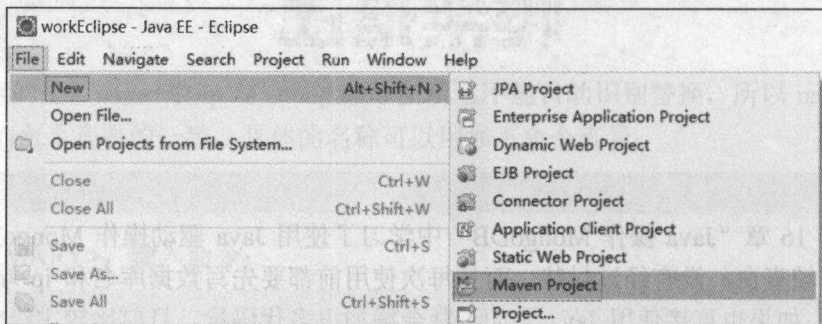 workEclipse - Java EE - Eclipse
File Edit Navigate Search Project Run Window Help
New Alt+Shift+N >
Open File...
Open Projects from File System...
Close Ctrl+W
Close All Ctrl+Shift+W
Save Ctrl+S
Save As...
Save All Ctrl+Shift+S
JPA Project
Enterprise Application Project
Dynamic Web Project
EJB Project
Connector Project
Application Client Project
Static Web Project
Maven Project
Project...